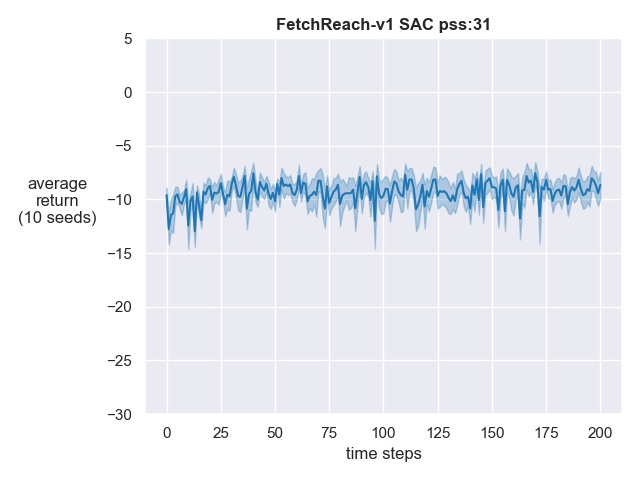 FetchReach-v1 SAC pss:31
5
0
−5
−10
−15
−20
−25
−30
average
return
(10 seeds)
0 25 50 75 100 125 150 175 200
time steps